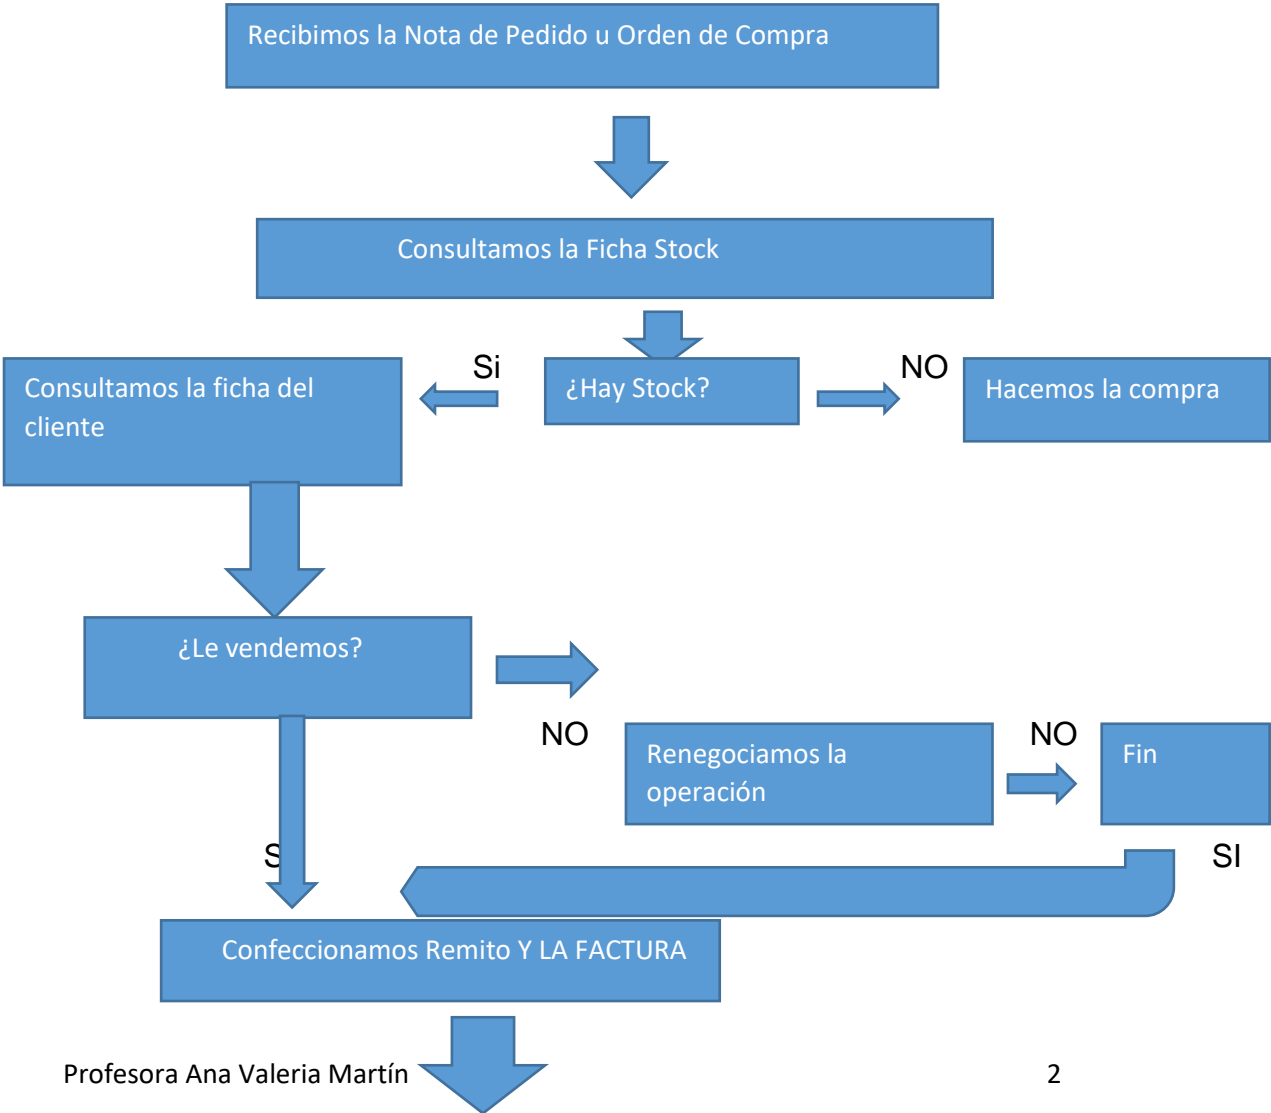 Recibimos la Nota de Pedido u Orden de Compra
Consultamos la Ficha Stock
Si
NO
Consultamos la ficha del
cliente
¿Hay Stock?
Hacemos la compra
¿Le vendemos?
NO
NO
Renegociamos la
operación
Fin
S
SI
Confeccionamos Remito Y LA FACTURA
Profesora Ana Valeria Martín
2